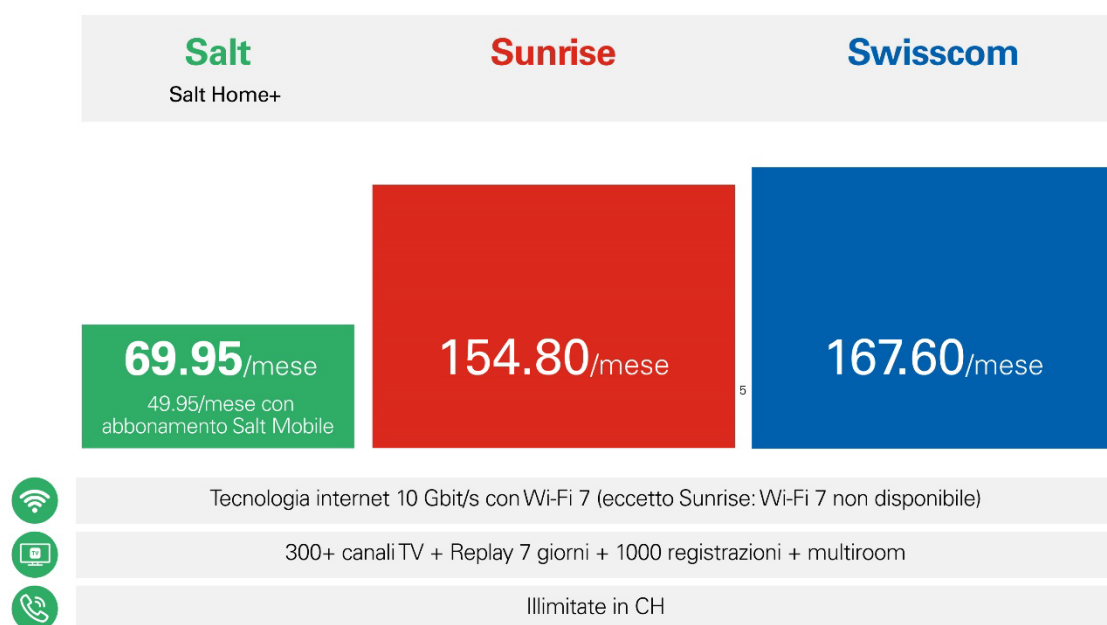 Salt
Sunrise
Swisscom
Salt Home+
69.95/mese
49.95/mese con
abbonamento Salt Mobile
154.80/mese
5
167.60/mese
Tecnologia internet 10 Gbit/s con Wi-Fi 7 (eccetto Sunrise: Wi-Fi 7 non disponibile)
TV
300+ canali TV + Replay 7 giorni + 1000 registrazioni + multiroom
Illimitate in CH